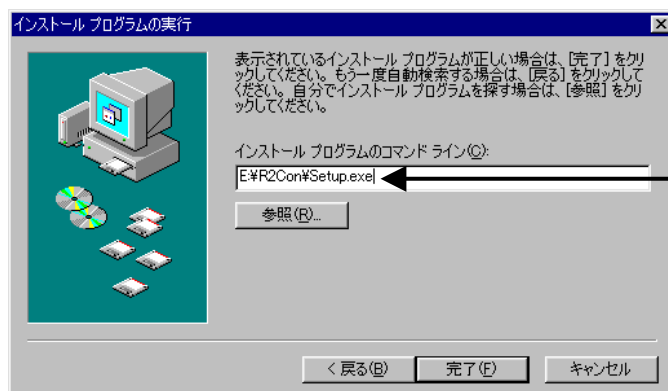 インストール プログラムの実行
表示されているインストール プログラムが正しい場合は、[完了] をクリ
ックしてください。もう一度自動検索する場合は、[戻る] をクリックして
ください。自分でインストール プログラムを探す場合は、[参照] をクリ
ックしてください。
インストール プログラムのコマンド ライン(C):
E:¥R2Con¥Setup.exe
参照(R)...
< 戻る(B)
完了(F)
キャンセル